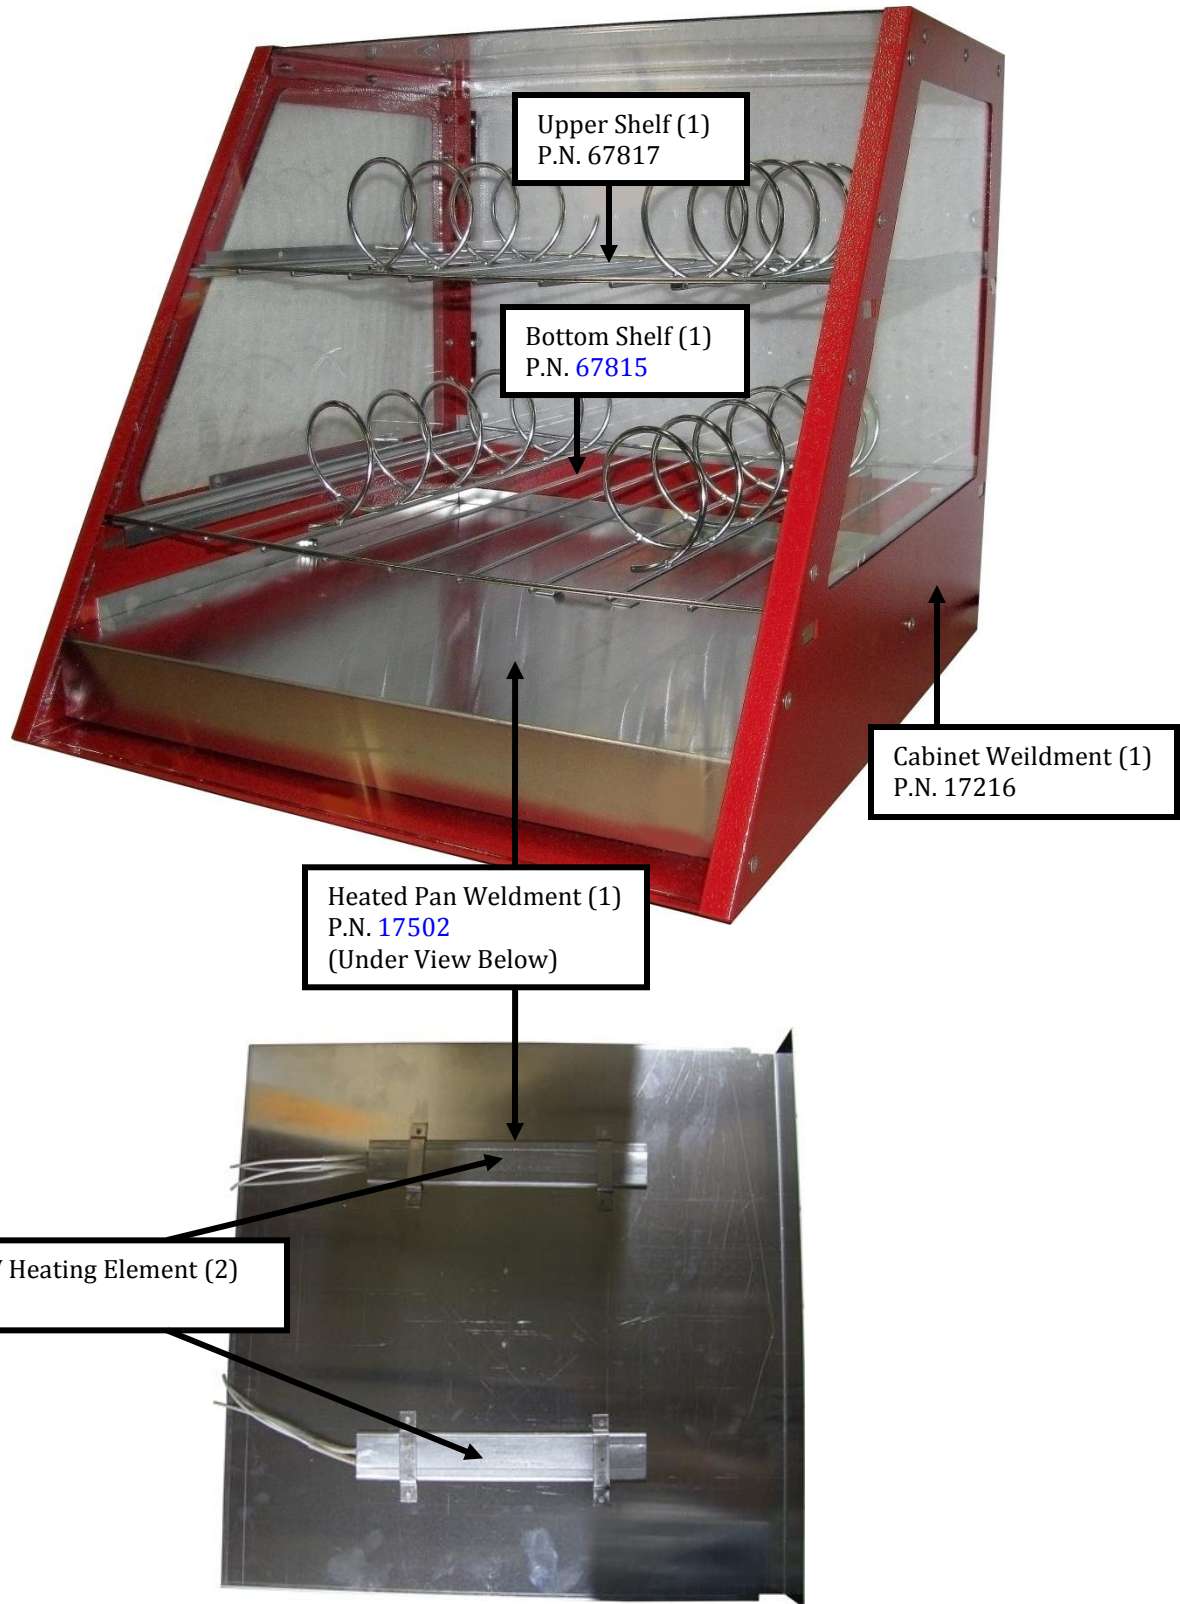 Upper Shelf (1)
P.N. 67817
Bottom Shelf (1)
P.N. 67815
Cabinet Weildment (1)
P.N. 17216
Heated Pan Weldment (1)
P.N. 17502
(Under View Below)
Heating Element (2)